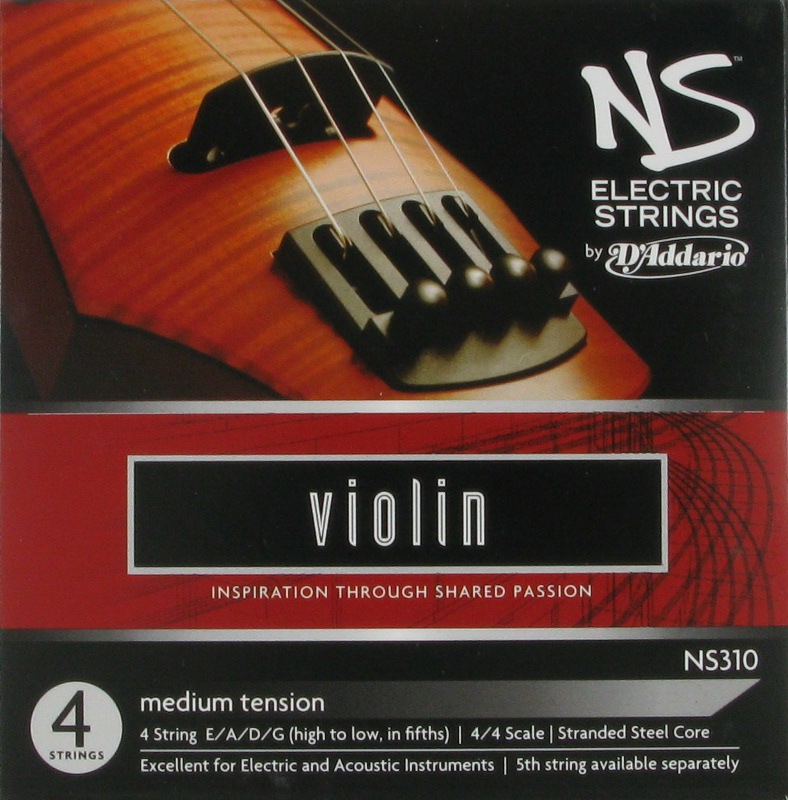 NS™
ELECTRIC
STRINGS
by D'Addario
violin
INSPIRATION THROUGH SHARED PASSION
NS310
4
STRINGS
medium tension
4 String E/A/D/G (high to low, in fifths) | 4/4 Scale | Stranded Steel Core
Excellent for Electric and Acoustic Instruments | 5th string available separately